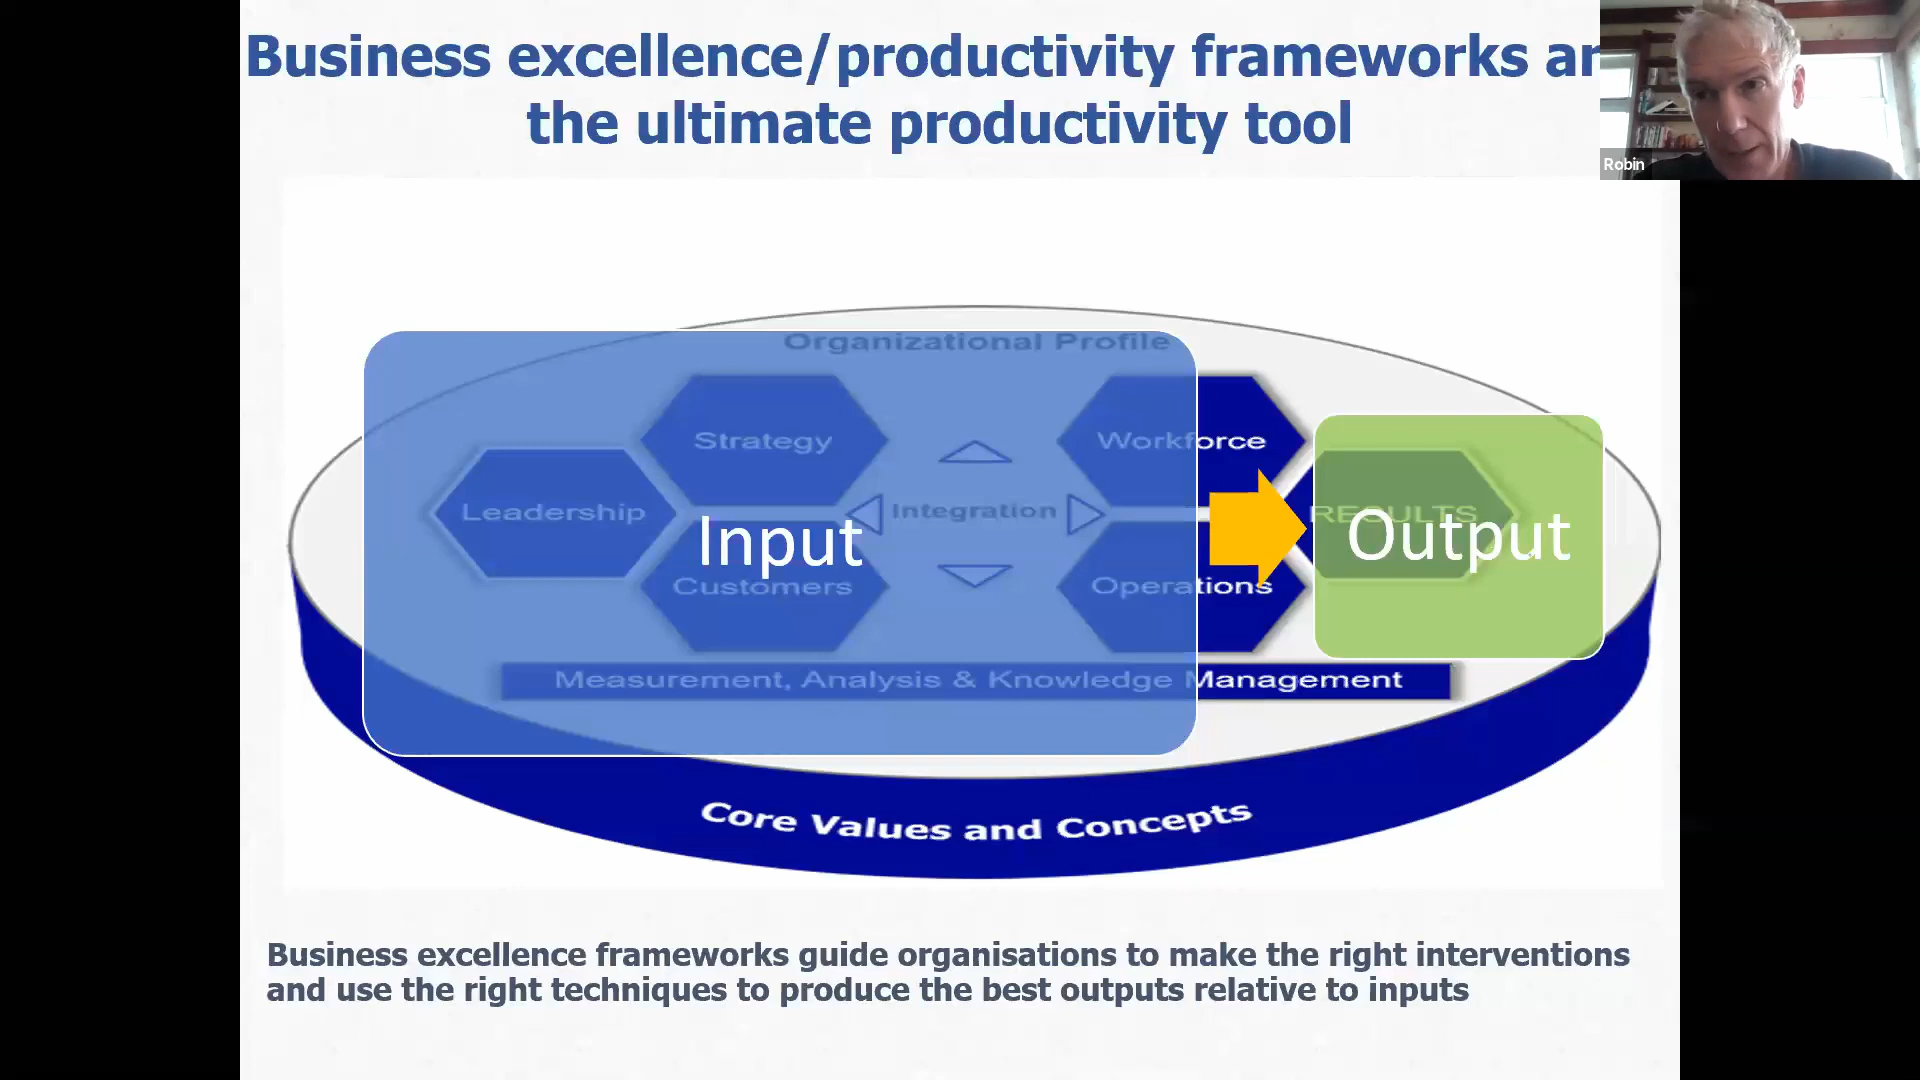 Business excellence/productivity frameworks
the ultimate productivity tool
Robin
Organizational Profile
Strategy
Workforce
Leadership
Integration
RESULTS
Input
Output
Customers
Operations
Measurement, Analysis & Knowledge Management
Core Values and Concepts
Business excellence frameworks guide organisations to make the right interventions
and use the right techniques to produce the best outputs relative to inputs